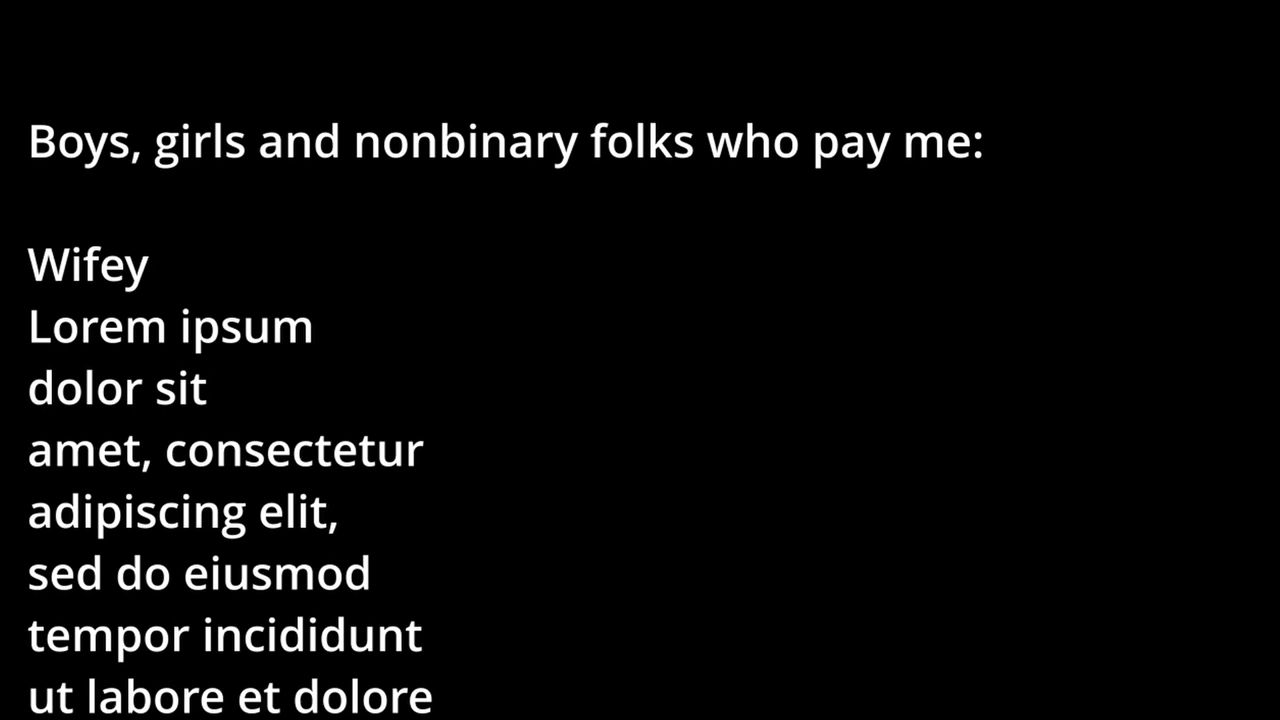 Boys, girls and nonbinary folks who pay me:
Wifey
Lorem ipsum
dolor sit
amet, consectetur
adipiscing elit,
sed do eiusmod
tempor incididunt
ut labore et dolore